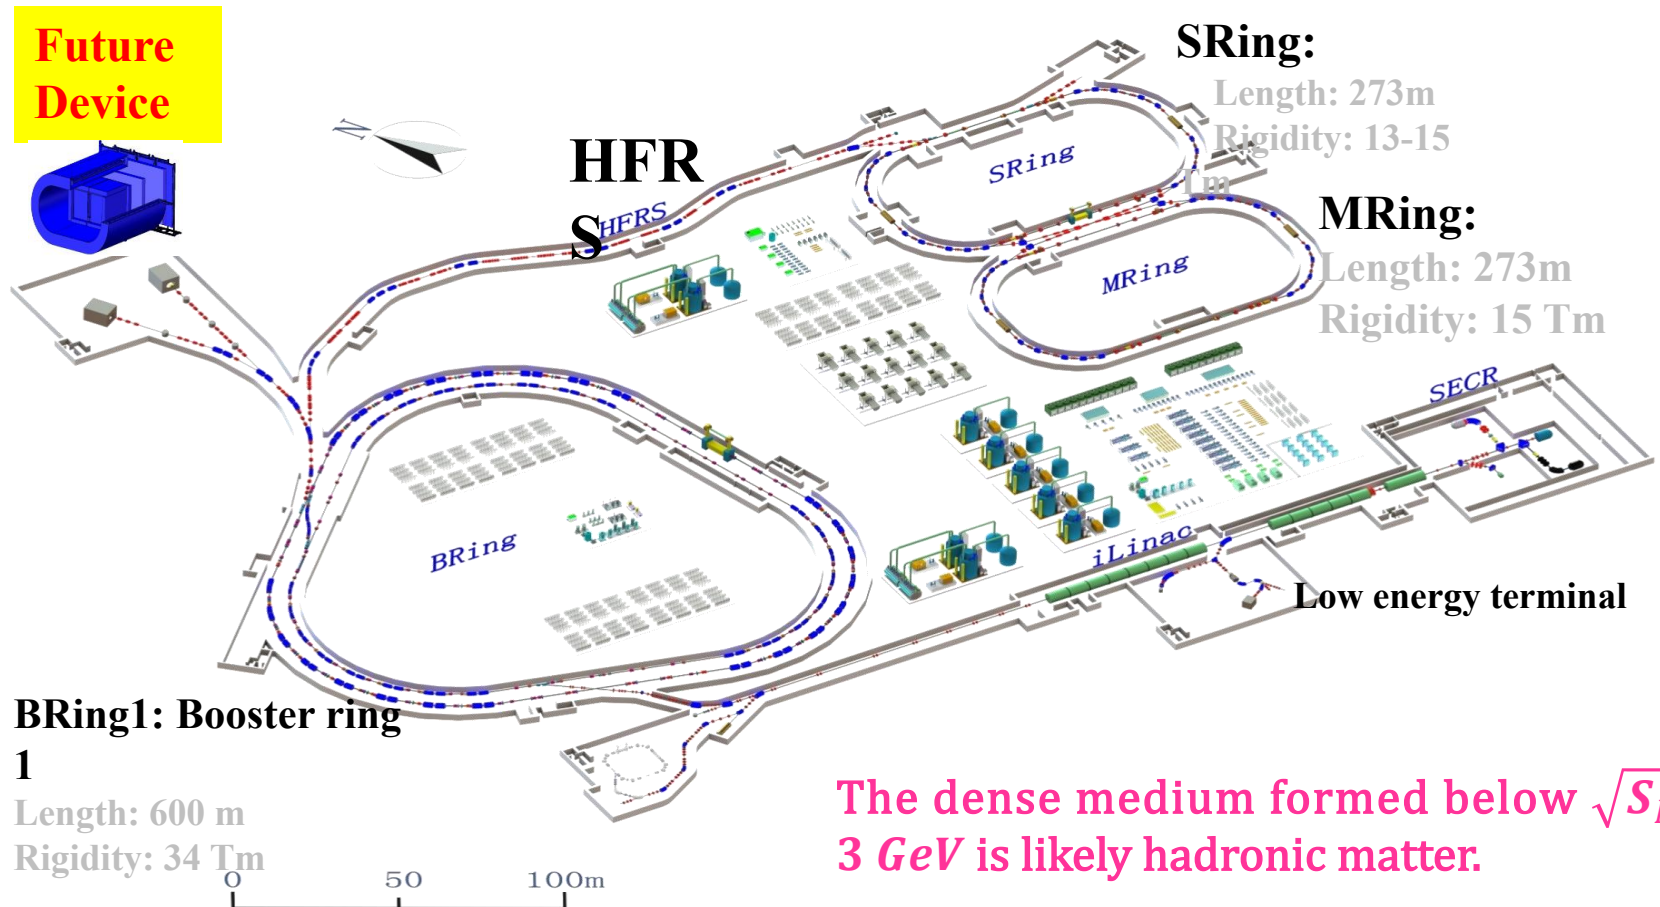 Future
Device
N
HFR
S
HFRS
SRing
SRing:
Length: 273m
Rigidity: 13-15
Tm
MRing
MRing:
Length: 273m
Rigidity: 15 Tm
SECR
iLinac
Low energy terminal
BRing
BRing1: Booster ring
1
Length: 600 m
Rigidity: 34 Tm
0 50 100m
The dense medium formed below √S
3 GeV is likely hadronic matter.